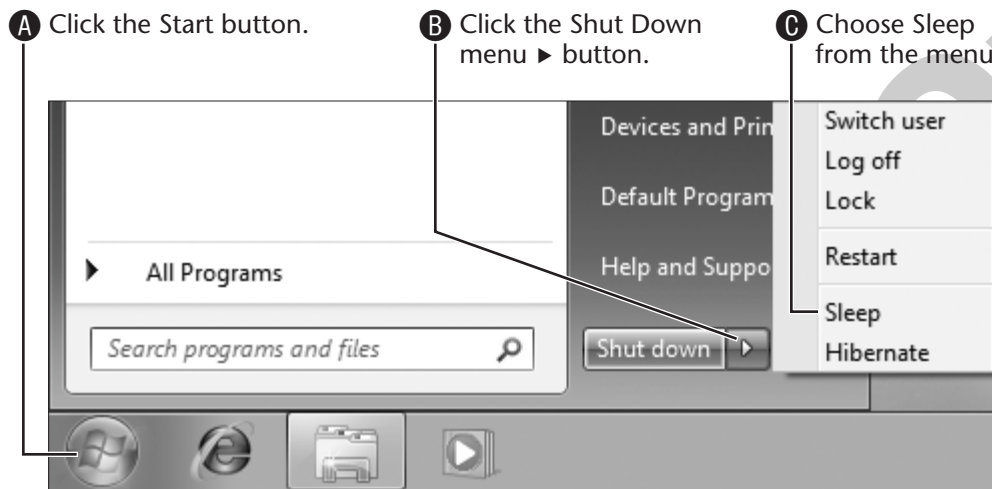 A Click the Start button.
B Click the Shut Down
menu ▶ button.
C Choose Sleep
from the menu
Devices and Prin
Default Program
Help and Suppo
All Programs
Search programs and files
Shut down
Switch user
Log off
Lock
Restart
Sleep
Hibernate